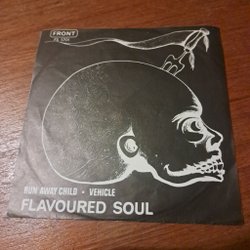 FRONT
RUN AWAY CHILD • VEHICLE
FLAVOURED SOUL